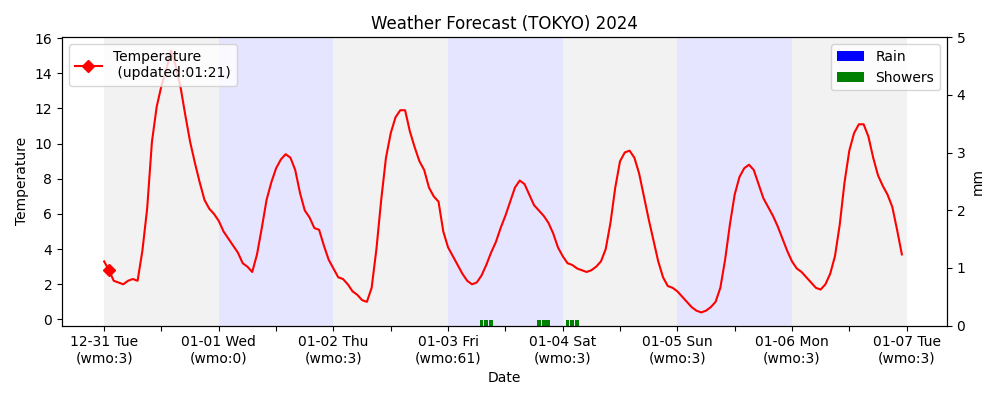 Weather Forecast (TOKYO) 2024
Temperature
(updated:01:21)
Rain
Showers
Temperature
16
14
12
10
8
6
4
2
0
5
4
3
2
1
0
mm
12-31 Tue
(wmo:3)
01-01 Wed
(wmo:0)
01-02 Thu
(wmo:3)
01-03 Fri
(wmo:61)
01-04 Sat
(wmo:3)
01-05 Sun
(wmo:3)
01-06 Mon
(wmo:3)
01-07 Tue
(wmo:3)
Date